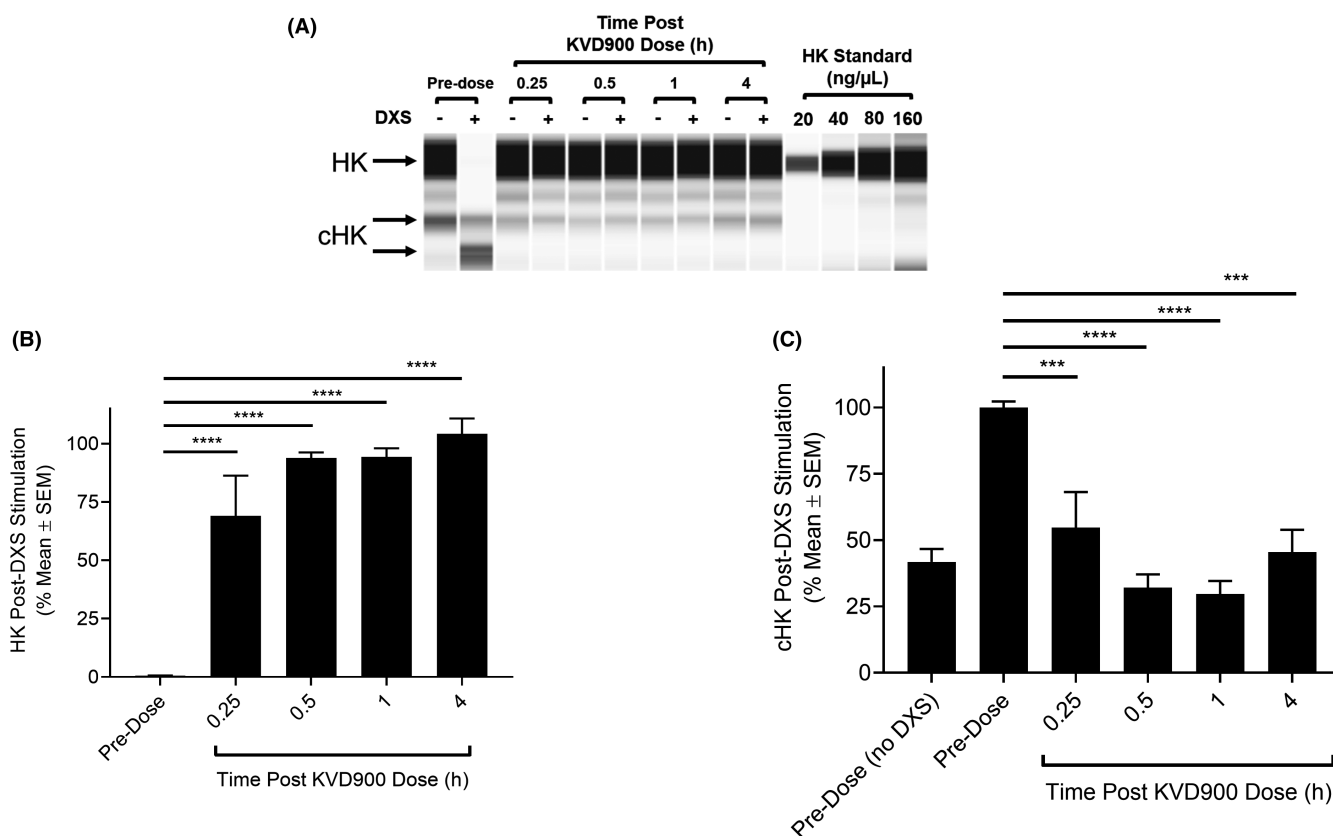 (A)
Time Post
KVD900 Dose (h)
HK Standard
(ng/µL)
Pre-dose 0.25 0.5 1 4
DXS - + - + - + - + - + 20 40 80 160
HK
cHK
(B)
HK Post-DXS Stimulation
(% Mean ± SEM)
100
75
50
25
0
****
****
****
****
Pre-Dose 0.25 0.5 1 4
Time Post KVD900 Dose (h)
(C)
cHK Post-DXS Stimulation
(% Mean ± SEM)
100
75
50
25
0
***
****
****
***
Pre-Dose (no DXS) Pre-Dose 0.25 0.5 1 4
Time Post KVD900 Dose (h)